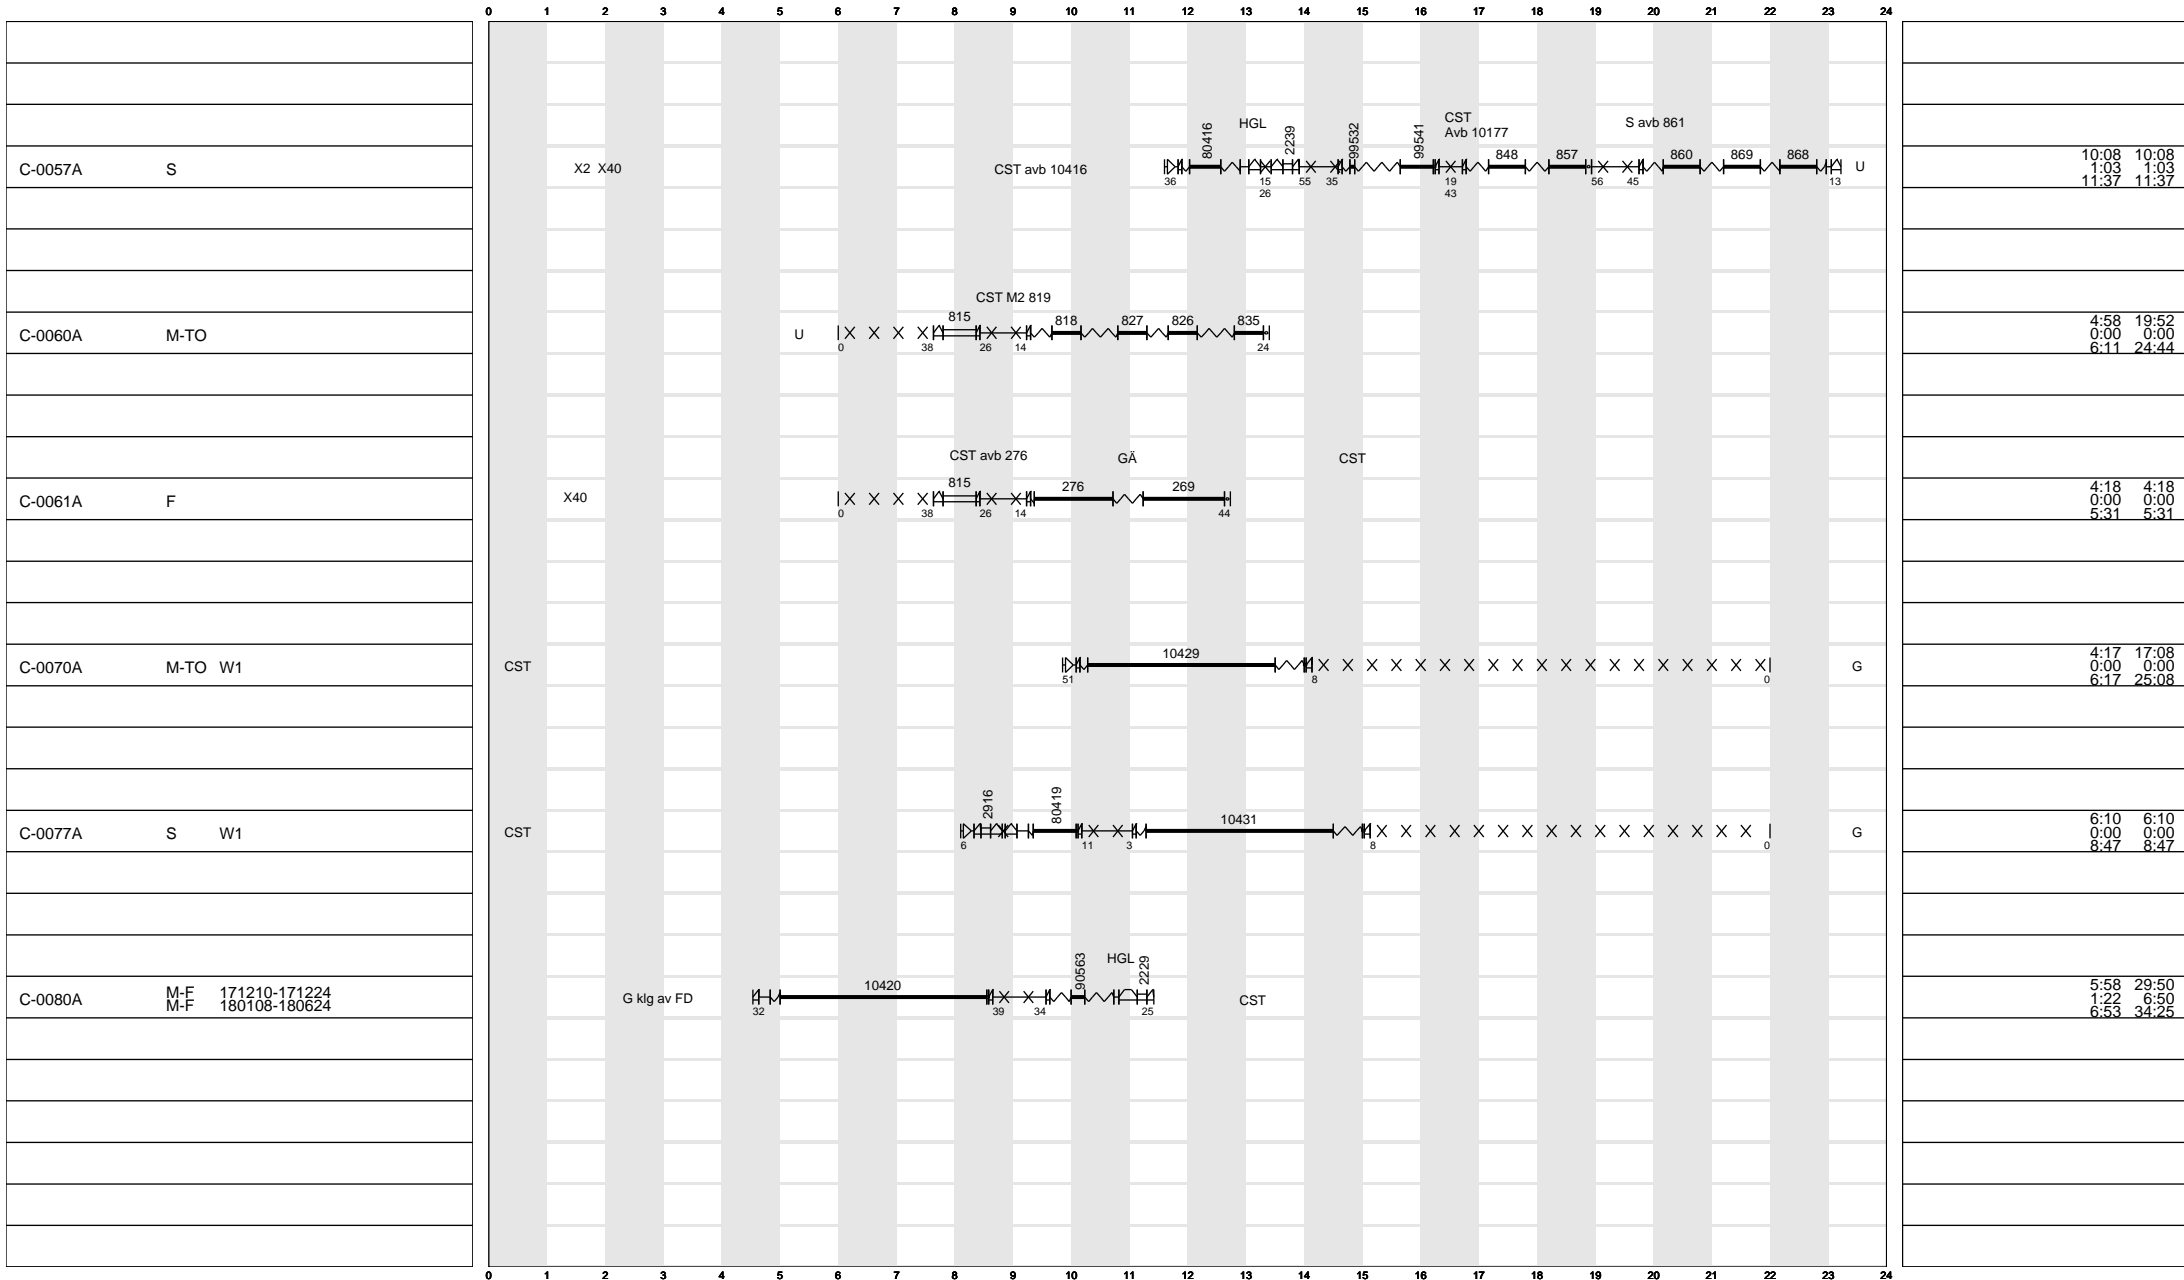 0 1 2 3 4 5 6 7 8 9 10 11 12 13 14 15 16 17 18 19 20 21 22 23 24
HGL CST S avb 861
Avb 10177
80416 2239 99532 99541 848 857 860 869 868
C-0057A S X2 X40 CST avb 10416 U 10:08 10:08
1:03 1:03
36 15 55 35 19 56 45 13 11:37 11:37
26 43
CST M2 819
815 818 827 826 835
C-0060A M-TO U 4:58 19:52
0:00 0:00
0 38 26 14 24 6:11 24:44
CST avb 276 GÄ CST
815 276 269
C-0061A F X40 4:18 4:18
0:00 0:00
0 38 26 14 44 5:31 5:31
10429
C-0070A M-TO W1 CST G 4:17 17:08
0:00 0:00
51 8 0 6:17 25:08
2916 80419 10431
C-0077A S W1 CST G 6:10 6:10
0:00 0:00
6 11 3 8 0 8:47 8:47
HGL
10420 90563 2229
C-0080A M-F 171210-171224 G klg av FD CST 5:58 29:50
M-F 180108-180624 1:22 6:50
32 39 34 25 6:53 34:25
0 1 2 3 4 5 6 7 8 9 10 11 12 13 14 15 16 17 18 19 20 21 22 23 24